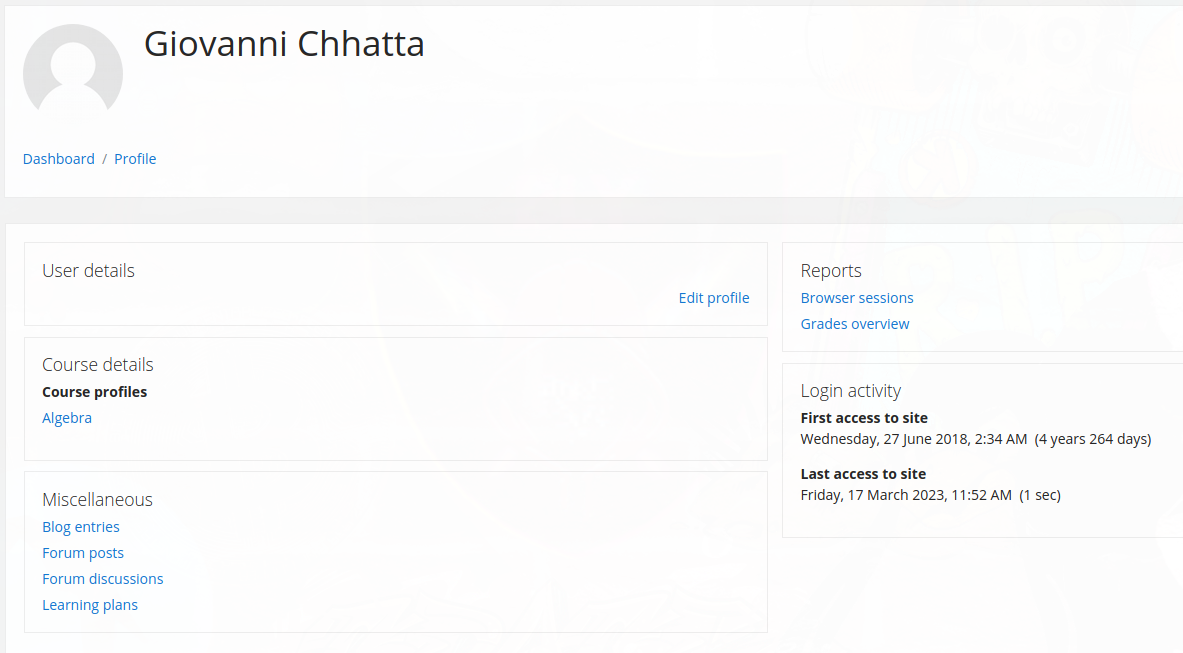 Giovanni Chhatta
Dashboard / Profile
User details
Edit profile
Course details
Course profiles
Algebra
Miscellaneous
Blog entries
Forum posts
Forum discussions
Learning plans
Reports
Browser sessions
Grades overview
Login activity
First access to site
Wednesday, 27 June 2018, 2:34 AM (4 years 264 days)
Last access to site
Friday, 17 March 2023, 11:52 AM (1 sec)